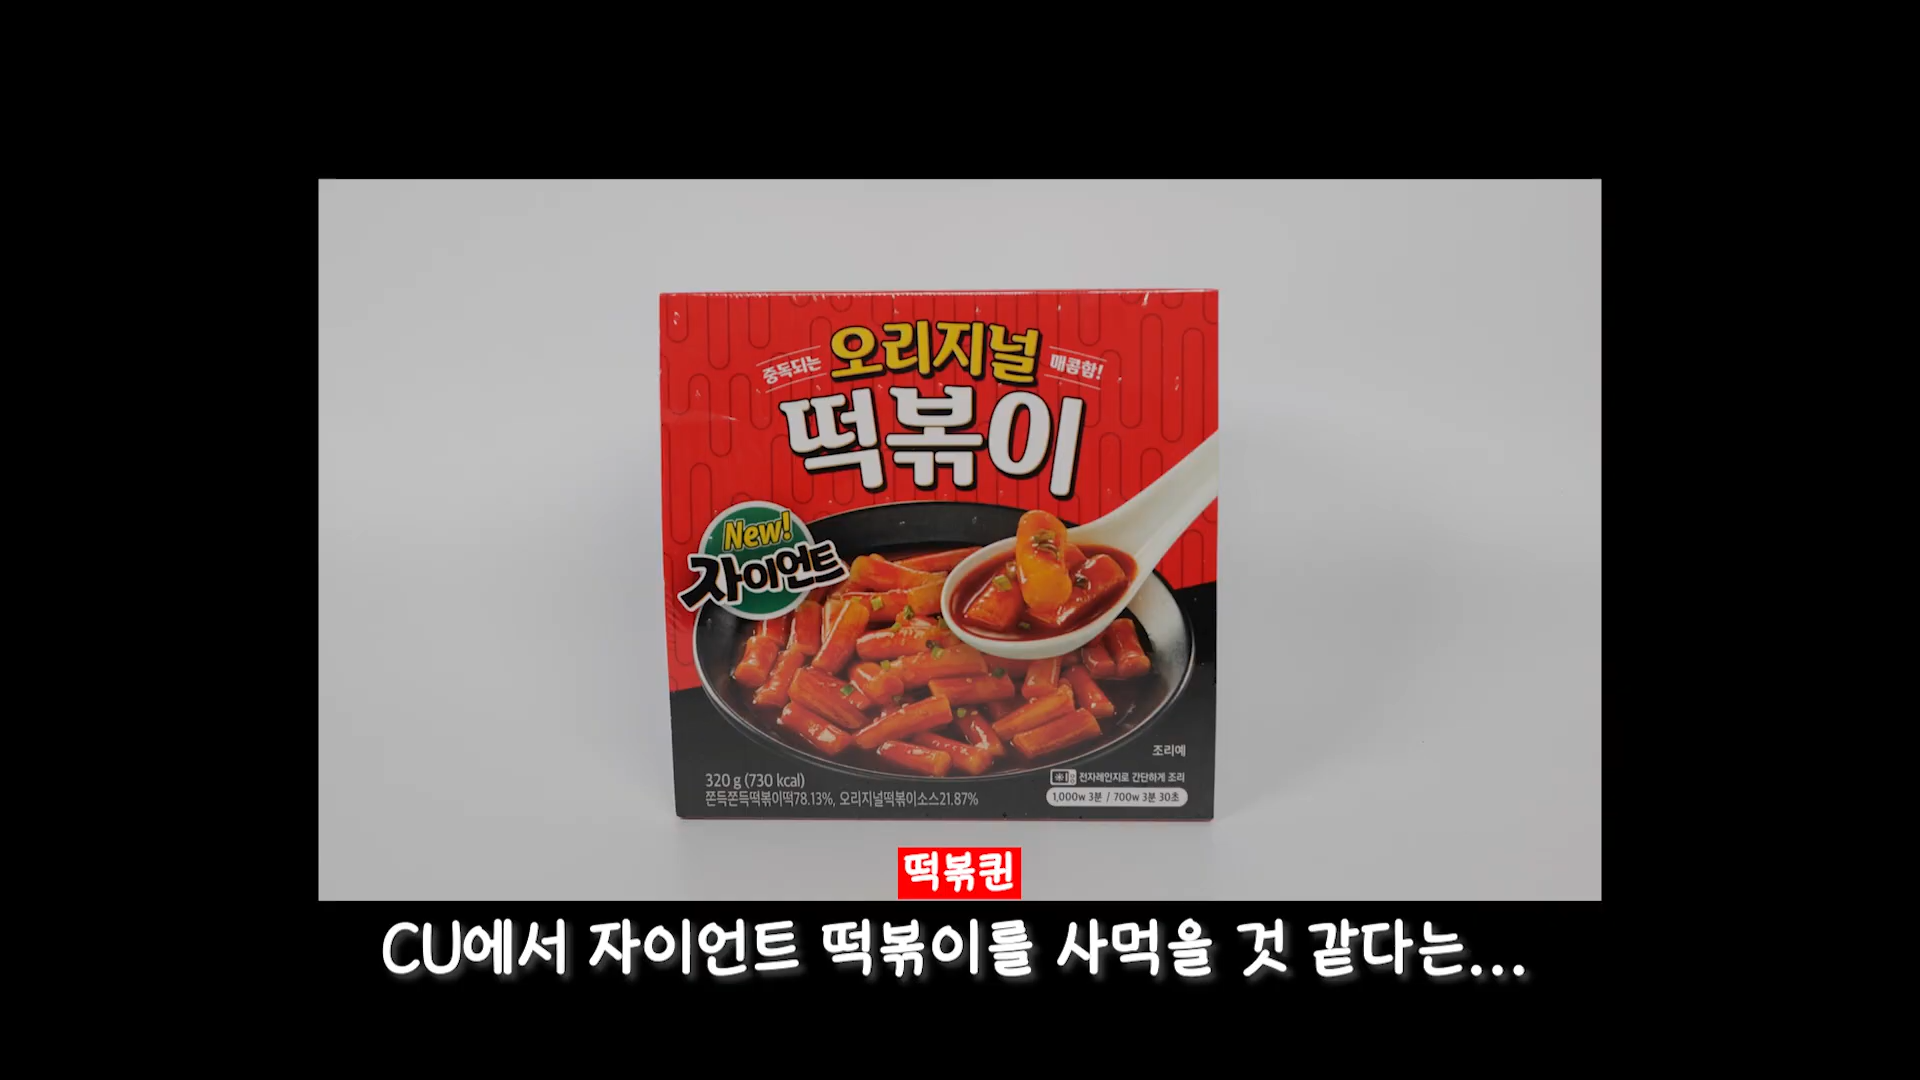 중독되는 오리지널 매콤함!
떡볶이
New!
자이언트
조리예
320 g (730 kcal)
쫀득쫀득떡볶이떡78.13%, 오리지널떡볶이소스21.87%
전자레인지로 간단하게 조리
1,000w 3분 / 700w 3분 30초
떡볶퀸
CU에서 자이언트 떡볶이를 사먹을 것 같다는...